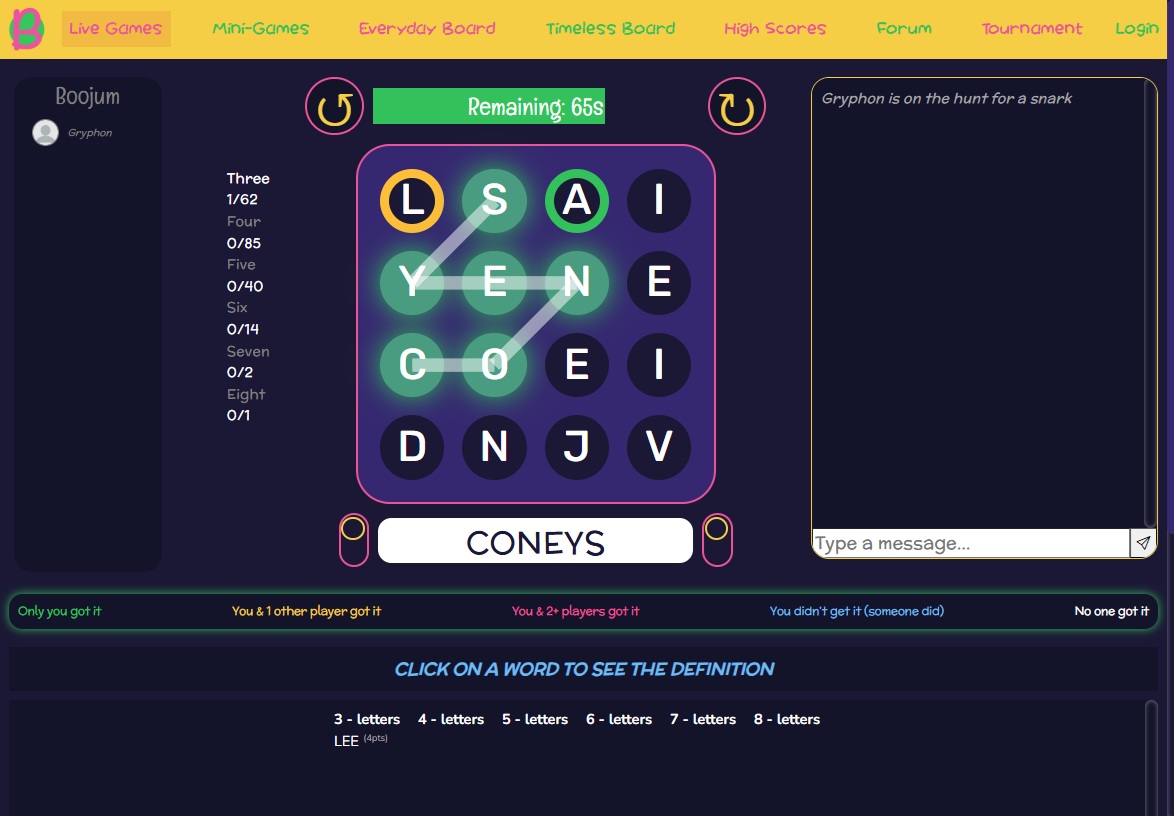 B Live Games Mini-Games Everyday Board Timeless Board High Scores Forum Tournament Login
Boojum
Gryphon
Remaining: 65s
Three
1/62
Four
0/85
Five
0/40
Six
0/14
Seven
0/2
Eight
0/1
L S A I
Y E N E
C O E I
D N J V
CONEYS
Gryphon is on the hunt for a snark
Type a message...
Only you got it You & 1 other player got it You & 2+ players got it You didn't get it (someone did) No one got it
CLICK ON A WORD TO SEE THE DEFINITION
3 - letters 4 - letters 5 - letters 6 - letters 7 - letters 8 - letters
LEE (4pts)